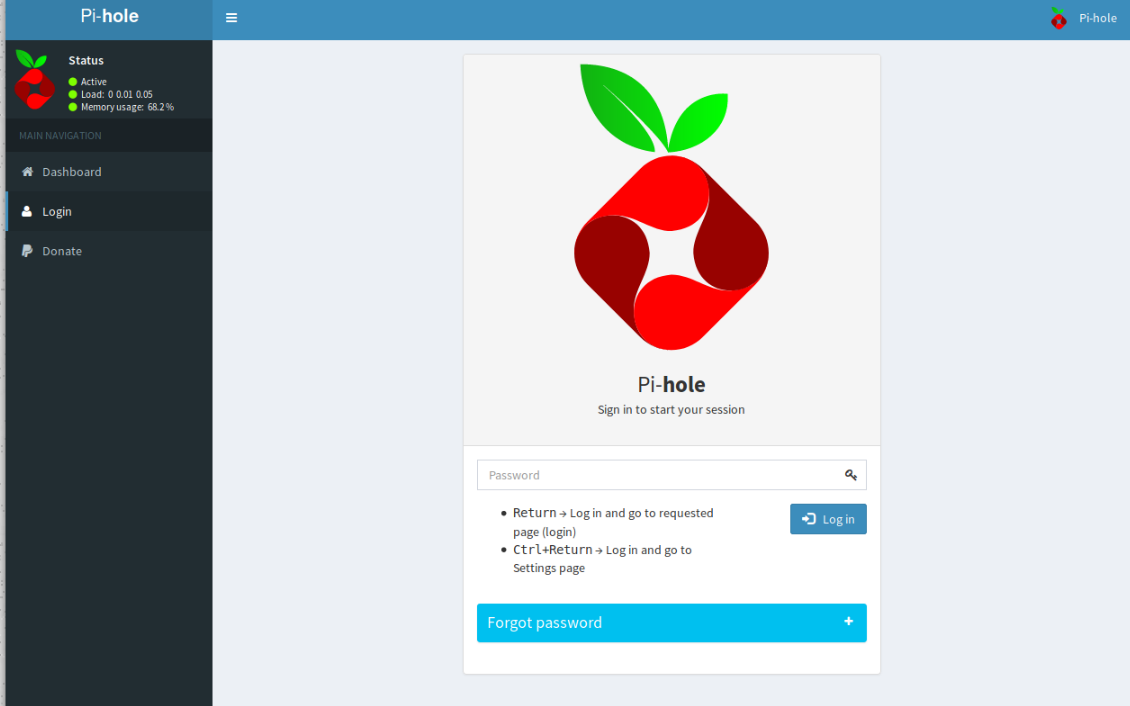 Pi-hole
Pi-hole
Status
Active
Load: 0 0.01 0.05
Memory usage: 68.2 %
MAIN NAVIGATION
Dashboard
Login
Donate
Pi-hole
Sign in to start your session
Password
Return → Log in and go to requested
page (login)
Ctrl+Return → Log in and go to
Settings page
Log in
Forgot password